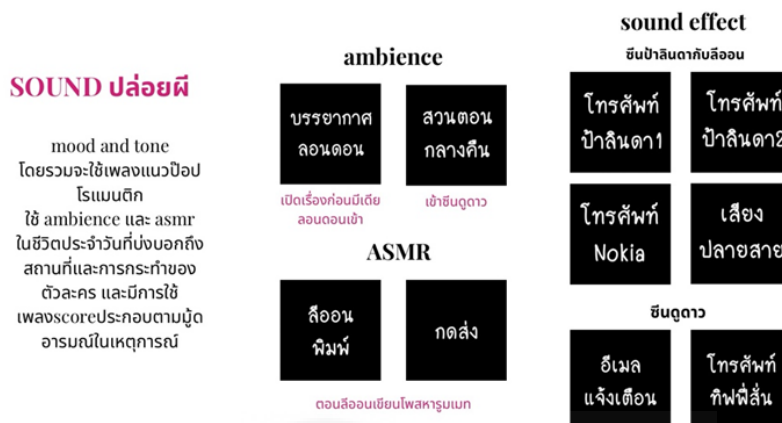 SOUND ปล่อยผี
mood and tone
โดยรวมจะใช้เพลงแนวป๊อป
โรแมนติก
ใช้ ambience และ asmr
ในชีวิตประจำวันที่บ่งบอกถึง
สถานที่และการกระทำของ
ตัวละคร และมีการใช้
เพลงscoreประกอบตามมู้ด
อารมณ์ในเหตุการณ์
ambience
บรรยากาศ
ลอนดอน
สวนตอน
กลางคืน
เปิดเรื่องก่อนมีเดีย
ลอนดอนเข้า
เข้าซีนดูดาว
ASMR
ลีออน
พิมพ์
กดส่ง
ตอนลีออนเขียนโพสหารูมเมท
sound effect
ซีนป้าลินดากับลีออน
โทรศัพท์
ป้าลินดา1
โทรศัพท์
ป้าลินดา2
โทรศัพท์
Nokia
เสียง
ปลายสาย
ซีนดูดาว
อีเมล
แจ้งเตือน
โทรศัพท์
ทิฟฟี่สั่น